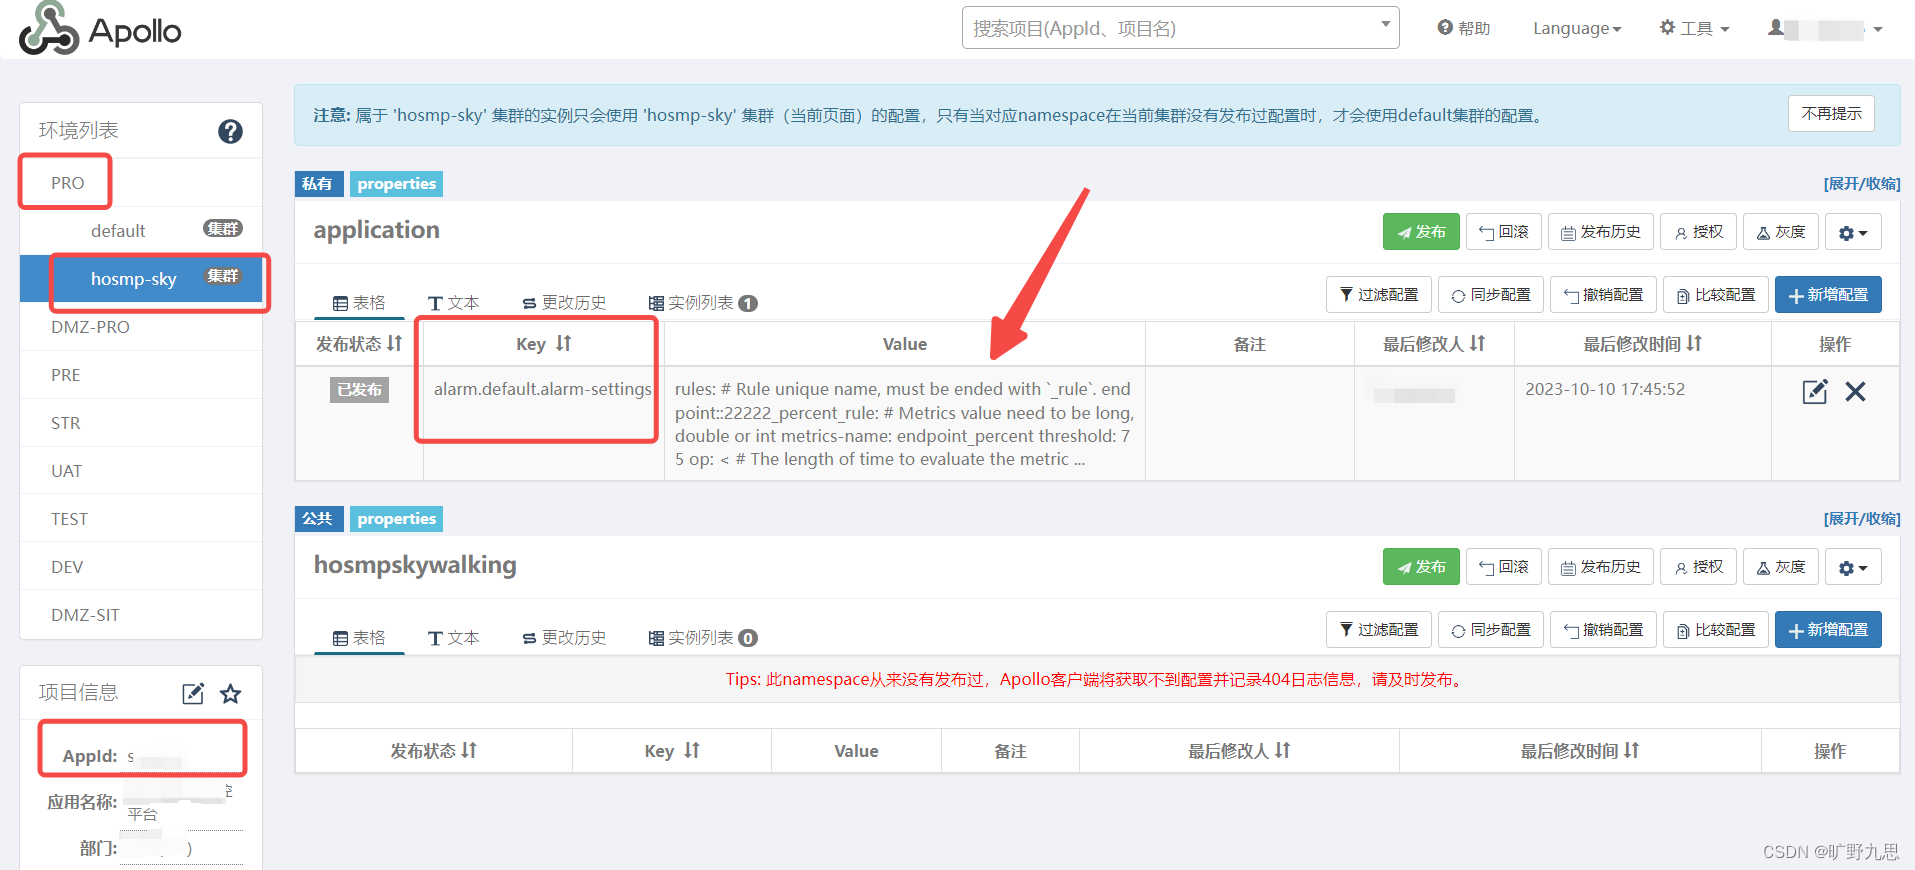 Apollo
搜索项目(AppId、项目名)
帮助
Language
工具
环境列表
PRO
default 集群
hosmp-sky 集群
DMZ-PRO
PRE
STR
UAT
TEST
DEV
DMZ-SIT
项目信息
AppId: s
应用名称:
平台
部门: )
注意: 属于 'hosmp-sky' 集群的实例只会使用 'hosmp-sky' 集群（当前页面）的配置，只有当对应namespace在当前集群没有发布过配置时，才会使用default集群的配置。
不再提示
私有 properties [展开/收缩]
application 发布 回滚 发布历史 授权 灰度
表格 文本 更改历史 实例列表 1 过滤配置 同步配置 撤销配置 比较配置 新增配置
发布状态 Key Value 备注 最后修改人 最后修改时间 操作
已发布 alarm.default.alarm-settings rules: # Rule unique name, must be ended with `_rule`. end 2023-10-10 17:45:52
point::22222_percent_rule: # Metrics value need to be long,
double or int metrics-name: endpoint_percent threshold: 7
5 op: < # The length of time to evaluate the metric ...
公共 properties [展开/收缩]
hosmpskywalking 发布 回滚 发布历史 授权 灰度
表格 文本 更改历史 实例列表 0 过滤配置 同步配置 撤销配置 比较配置 新增配置
Tips: 此namespace从来没有发布过，Apollo客户端将获取不到配置并记录404日志信息，请及时发布。
发布状态 Key Value 备注 最后修改人 最后修改时间 操作
CSDN @旷野九思